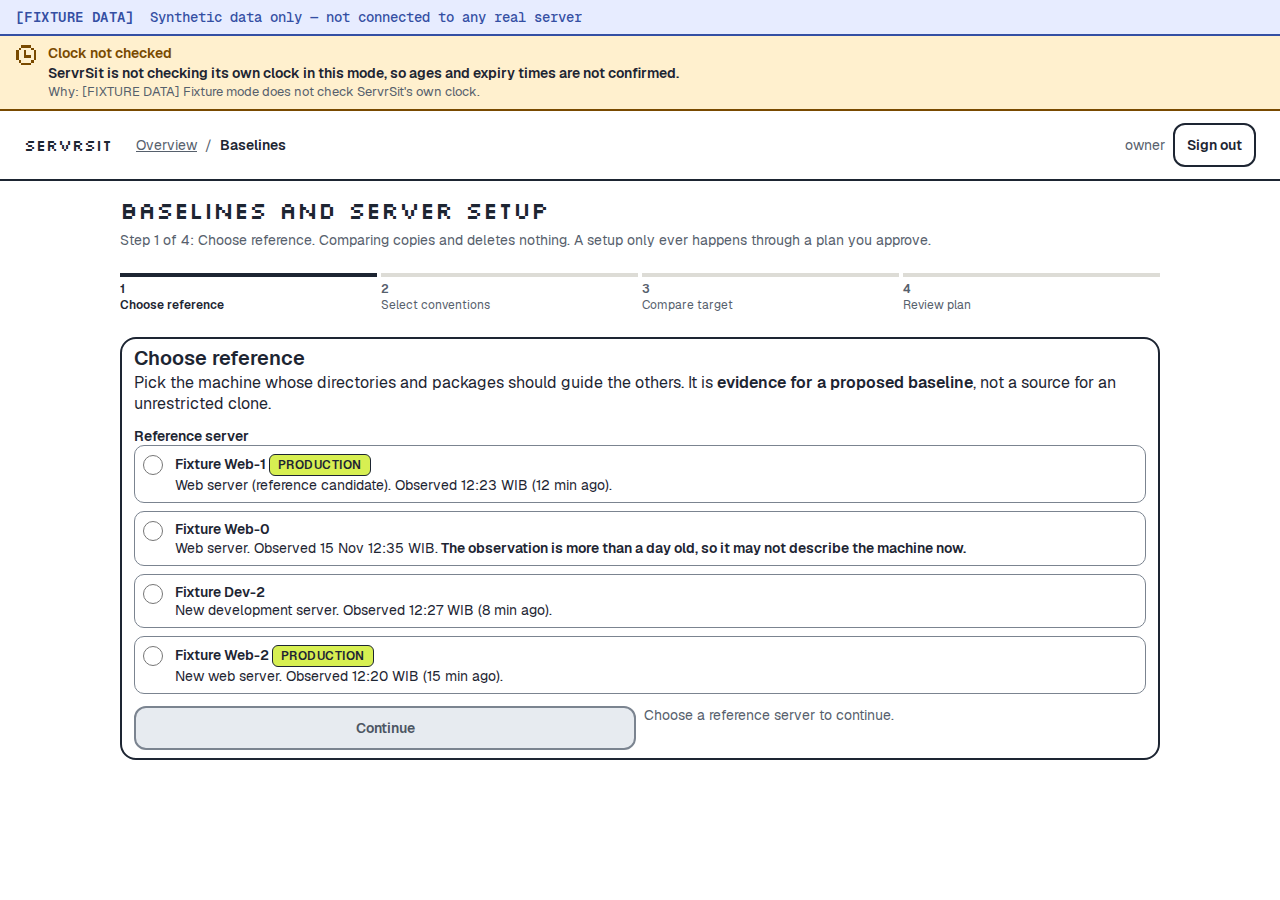 [FIXTURE DATA] Synthetic data only — not connected to any real server
Clock not checked
ServrSit is not checking its own clock in this mode, so ages and expiry times are not confirmed.
Why: [FIXTURE DATA] Fixture mode does not check ServrSit's own clock.
SERVRSIT
Overview / Baselines
owner
Sign out
BASELINES AND SERVER SETUP
Step 1 of 4: Choose reference. Comparing copies and deletes nothing. A setup only ever happens through a plan you approve.
1
Choose reference
2
Select conventions
3
Compare target
4
Review plan
Choose reference
Pick the machine whose directories and packages should guide the others. It is evidence for a proposed baseline, not a source for an
unrestricted clone.
Reference server
Fixture Web-1 PRODUCTION
Web server (reference candidate). Observed 12:23 WIB (12 min ago).
Fixture Web-0
Web server. Observed 15 Nov 12:35 WIB. The observation is more than a day old, so it may not describe the machine now.
Fixture Dev-2
New development server. Observed 12:27 WIB (8 min ago).
Fixture Web-2 PRODUCTION
New web server. Observed 12:20 WIB (15 min ago).
Continue
Choose a reference server to continue.